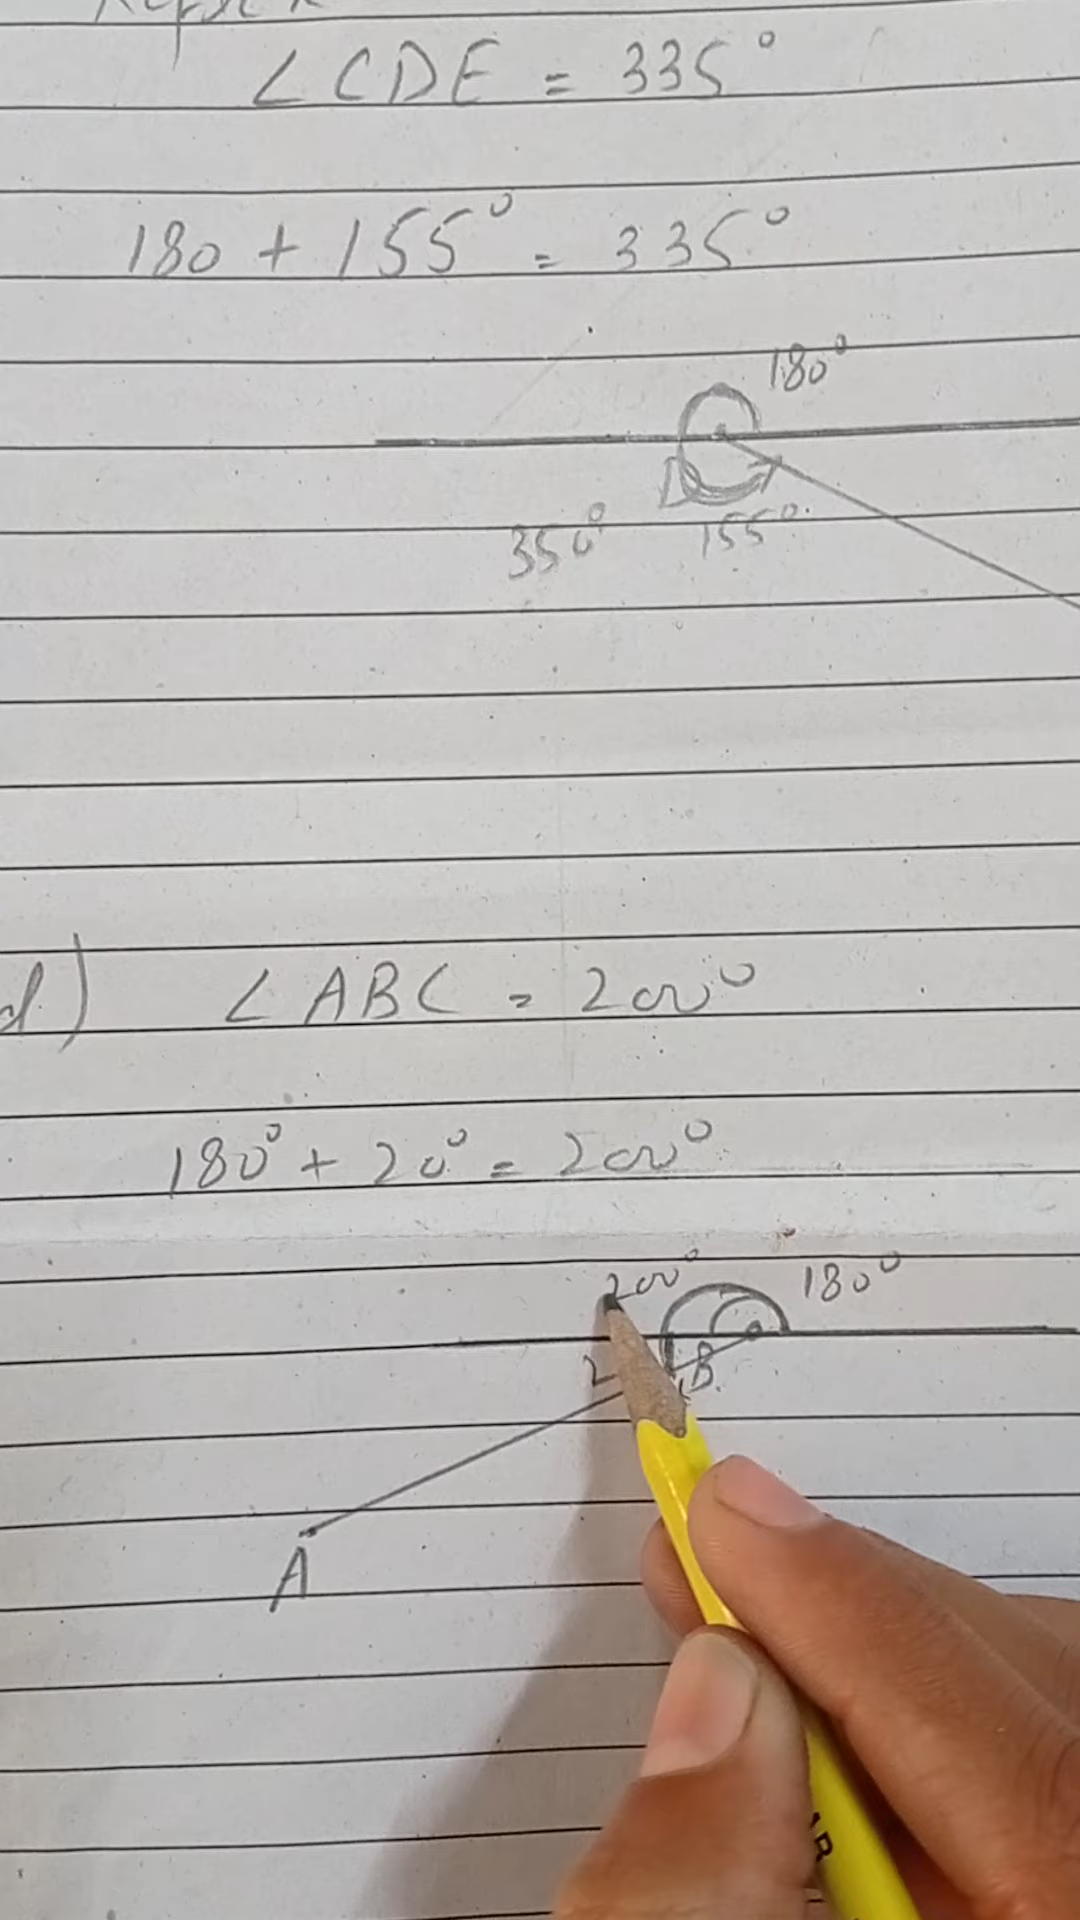 ∠CDE = 335°
180 + 155° = 335°
180°
D
350° 155°
d) ∠ABC = 200°
180° + 20° = 200°
200° 180°
B
A